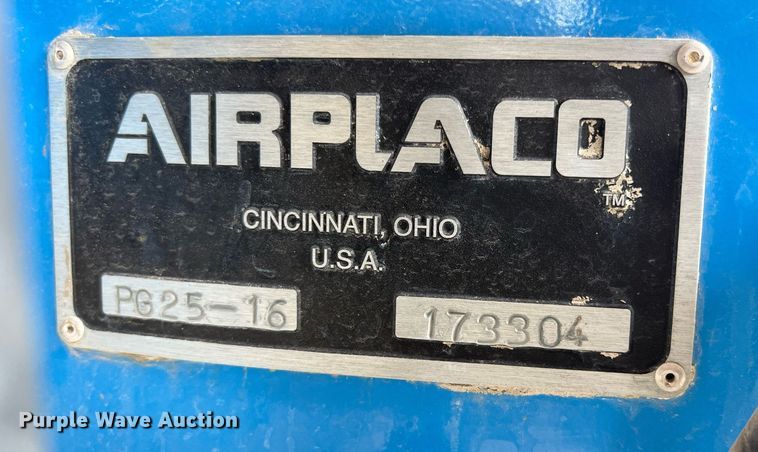 AIRPLACO
TM
CINCINNATI, OHIO
U.S.A.
PG25-16 173304
Purple Wave Auction